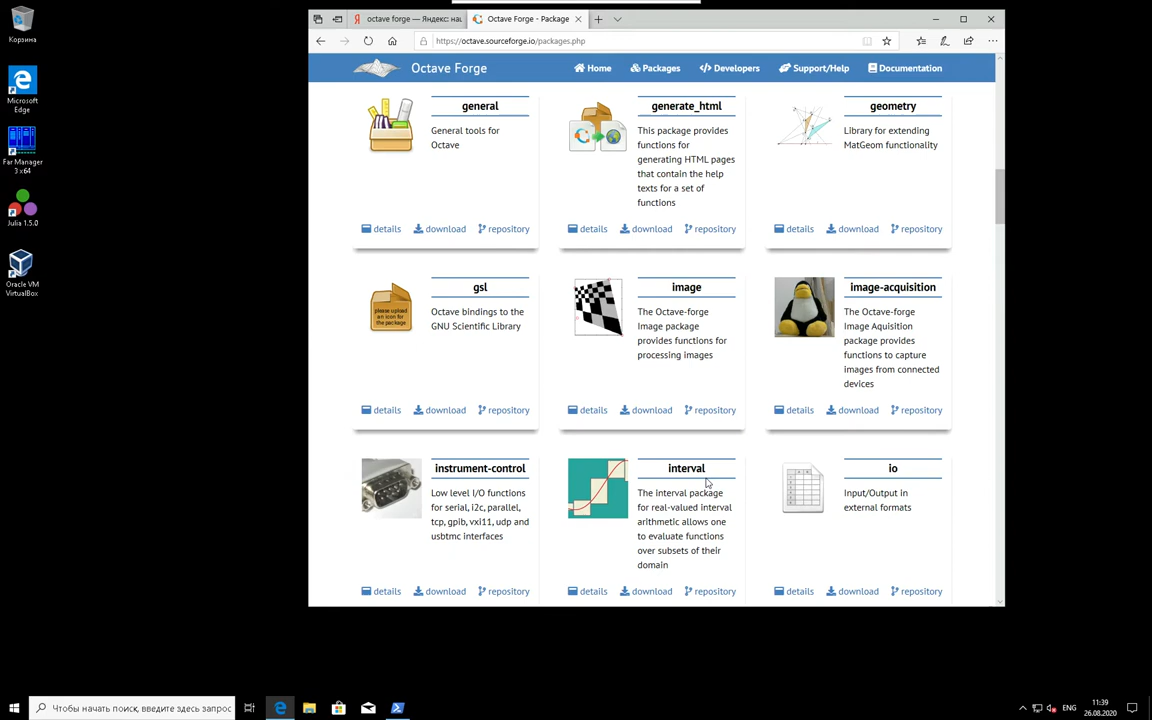 Корзина
Microsoft
Edge
Far Manager
3 x64
Julia 1.5.0
Oracle VM
VirtualBox
octave forge — Яндекс: на
Octave Forge - Package
https://octave.sourceforge.io/packages.php
Octave Forge
Home
Packages
Developers
Support/Help
Documentation
general
General tools for
Octave
details
download
repository
generate_html
This package provides
functions for
generating HTML pages
that contain the help
texts for a set of
functions
details
download
repository
geometry
Library for extending
MatGeom functionality
details
download
repository
please upload
an icon for
the package
gsl
Octave bindings to the
GNU Scientific Library
details
download
repository
image
The Octave-forge
Image package
provides functions for
processing images
details
download
repository
image-acquisition
The Octave-forge
Image Aquisition
package provides
functions to capture
images from connected
devices
details
download
repository
instrument-control
Low level I/O functions
for serial, i2c, parallel,
tcp, gpib, vxi11, udp and
usbtmc interfaces
details
download
repository
interval
The interval package
for real-valued interval
arithmetic allows one
to evaluate functions
over subsets of their
domain
details
download
repository
io
Input/Output in
external formats
details
download
repository
Чтобы начать поиск, введите здесь запрос
ENG
11:39
26.08.2020